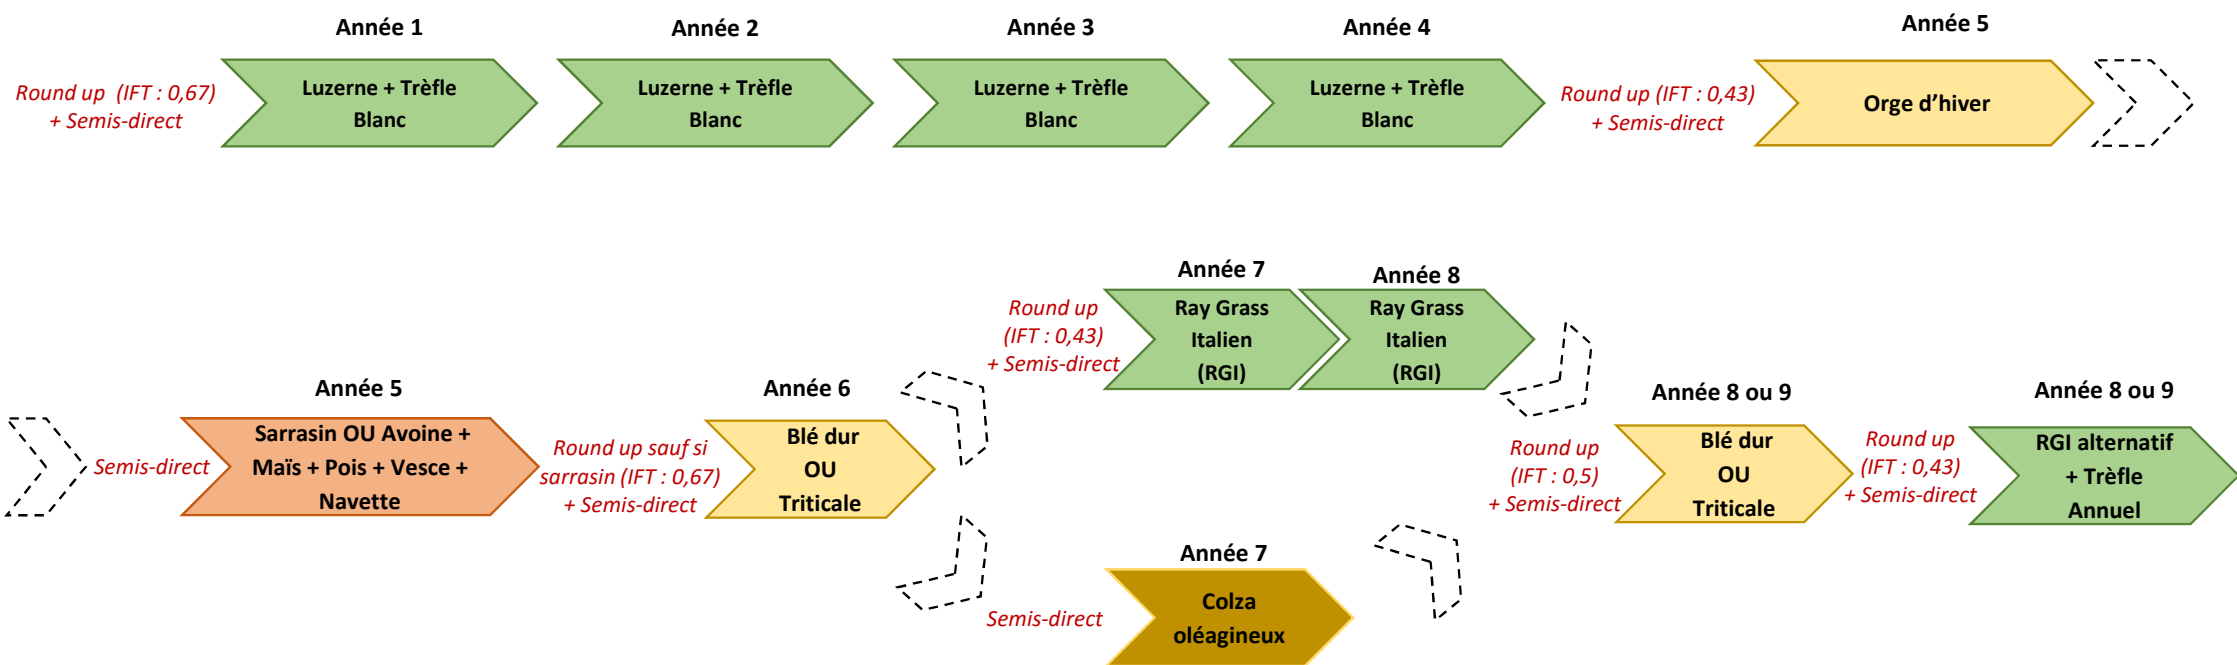 Année 1
Année 2
Année 3
Année 4
Année 5
Round up (IFT : 0,67)
+ Semis-direct
Luzerne + Trèfle
Blanc
Luzerne + Trèfle
Blanc
Luzerne + Trèfle
Blanc
Luzerne + Trèfle
Blanc
Round up (IFT : 0,43)
+ Semis-direct
Orge d'hiver
Semis-direct
Année 5
Sarrasin OU Avoine +
Maïs + Pois + Vesce +
Navette
Round up sauf si
sarrasin (IFT : 0,67)
+ Semis-direct
Année 6
Blé dur
OU
Triticale
Round up
(IFT : 0,43)
+ Semis-direct
Année 7
Ray Grass
Italien
(RGI)
Année 8
Ray Grass
Italien
(RGI)
Semis-direct
Année 7
Colza
oléagineux
Round up
(IFT : 0,5)
+ Semis-direct
Année 8 ou 9
Blé dur
OU
Triticale
Round up
(IFT : 0,43)
+ Semis-direct
Année 8 ou 9
RGI alternatif
+ Trèfle
Annuel